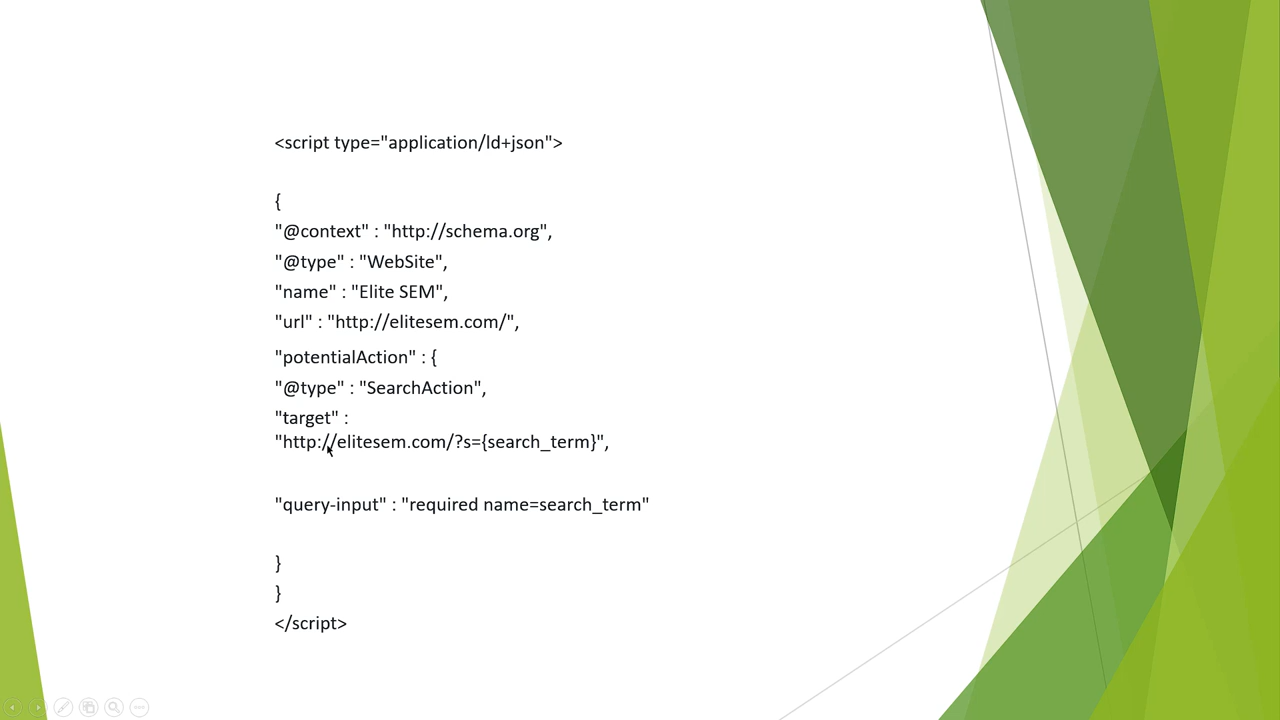 <script type="application/ld+json">
{
"@context" : "http://schema.org",
"@type" : "WebSite",
"name" : "Elite SEM",
"url" : "http://elitesem.com/",
"potentialAction" : {
"@type" : "SearchAction",
"target" :
"http://elitesem.com/?s={search_term}",
"query-input" : "required name=search_term"
}
}
</script>